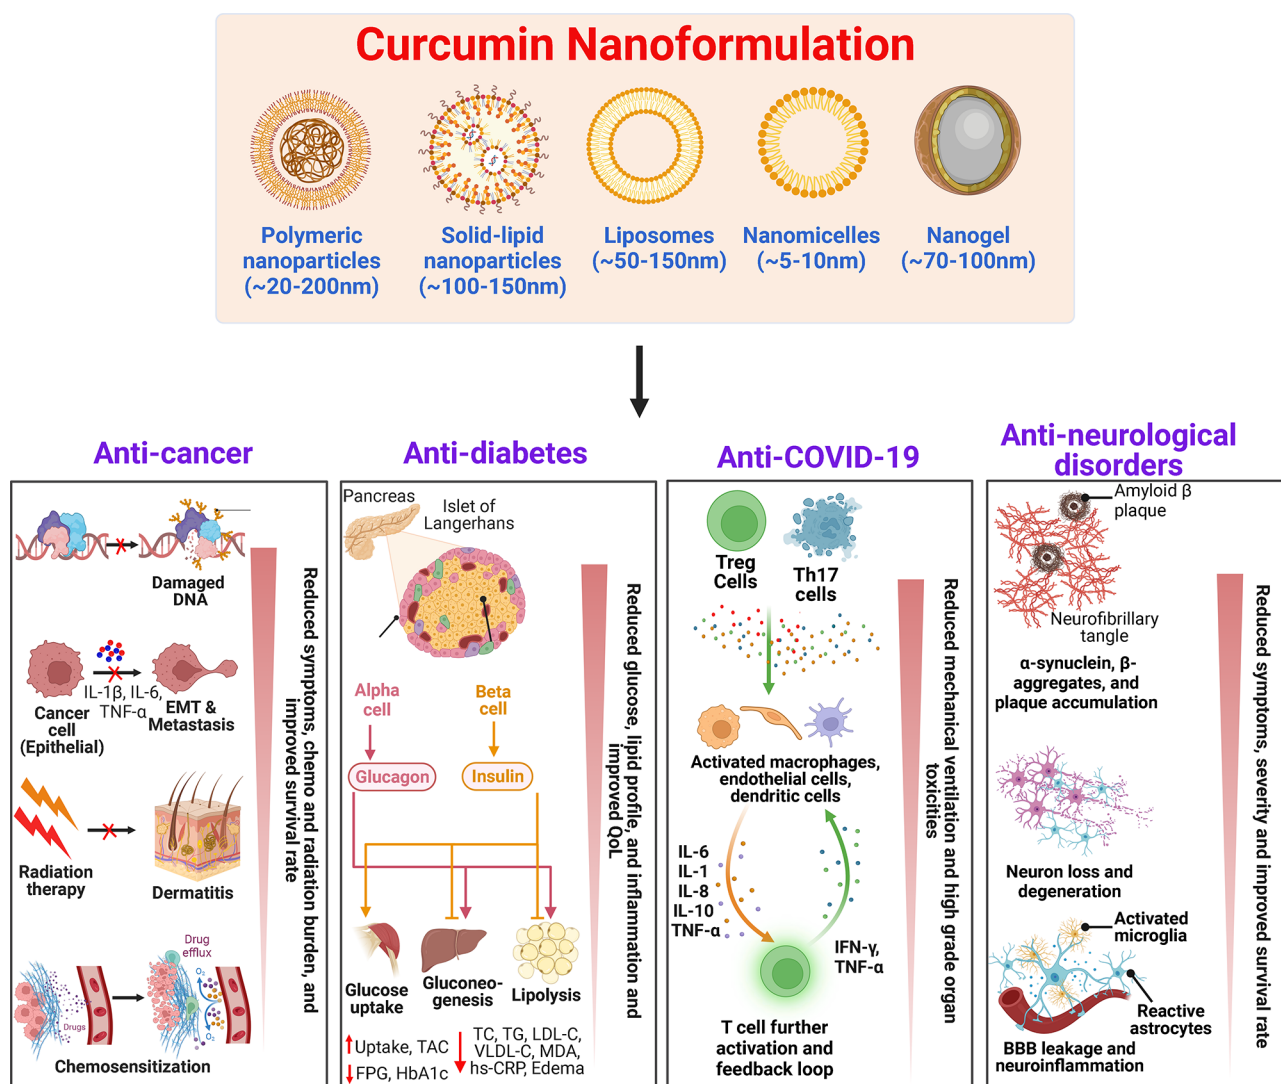 Curcumin Nanoformulation
Polymeric
nanoparticles
(~20-200nm)
Solid-lipid
nanoparticles
(~100-150nm)
Liposomes
(~50-150nm)
Nanomicelles
(~5-10nm)
Nanogel
(~70-100nm)
Anti-cancer
Damaged
DNA
Cancer
cell
(Epithelial)
IL-1β, IL-6,
TNF-α
EMT &
Metastasis
Radiation
therapy
Dermatitis
Drugs
Drug
efflux
O₂
O₂
Chemosensitization
Reduced symptoms, chemo and radiation burden, and
improved survival rate
Anti-diabetes
Pancreas
Islet of
Langerhans
Alpha
cell
Beta
cell
Glucagon
Insulin
Glucose
uptake
Gluconeo-
genesis
Lipolysis
Uptake, TAC
FPG, HbA1c
TC, TG, LDL-C,
VLDL-C, MDA,
hs-CRP, Edema
Reduced glucose, lipid profile, and inflammation and
improved QoL
Anti-COVID-19
Treg
Cells
Th17
cells
Activated macrophages,
endothelial cells,
dendritic cells
IL-6
IL-1
IL-8
IL-10
TNF-α
IFN-γ,
TNF-α
T cell further
activation and
feedback loop
Reduced mechanical ventilation and high grade organ
toxicities
Anti-neurological
disorders
Amyloid β
plaque
Neurofibrillary
tangle
α-synuclein, β-
aggregates, and
plaque accumulation
Neuron loss and
degeneration
Activated
microglia
Reactive
astrocytes
BBB leakage and
neuroinflammation
Reduced symptoms, severity and improved survival rate